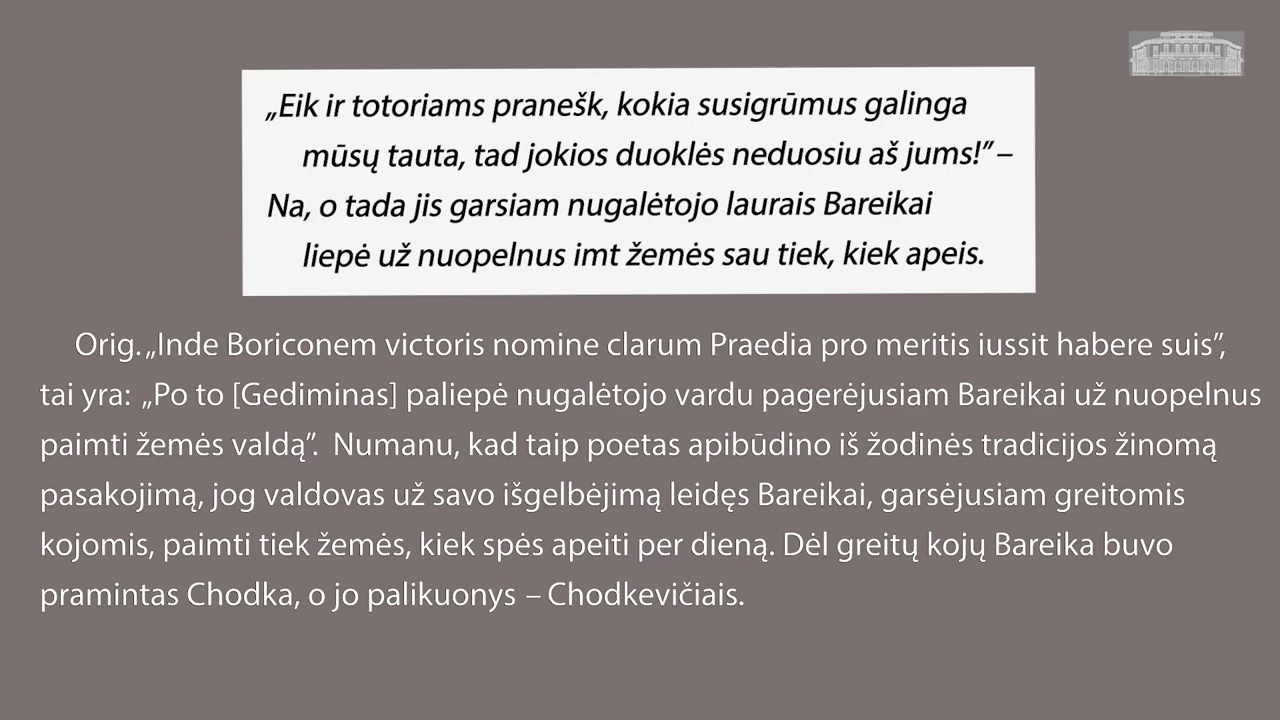 „Eik ir totoriams pranešk, kokia susigrūmus galinga
mūsų tauta, tad jokios duoklės neduosiu aš jums!” –
Na, o tada jis garsiam nugalėtojo laurais Bareikai
liepė už nuopelnus imt žemės sau tiek, kiek apeis.
Orig. „Inde Boriconem victoris nomine clarum Praedia pro meritis iussit habere suis”,
tai yra: „Po to [Gediminas] paliepė nugalėtojo vardu pagerėjusiam Bareikai už nuopelnus
paimti žemės valdą”. Numanu, kad taip poetas apibūdino iš žodinės tradicijos žinomą
pasakojimą, jog valdovas už savo išgelbėjimą leidęs Bareikai, garsėjusiam greitomis
kojomis, paimti tiek žemės, kiek spės apeiti per dieną. Dėl greitų kojų Bareika buvo
pramintas Chodka, o jo palikuonys – Chodkevičiais.